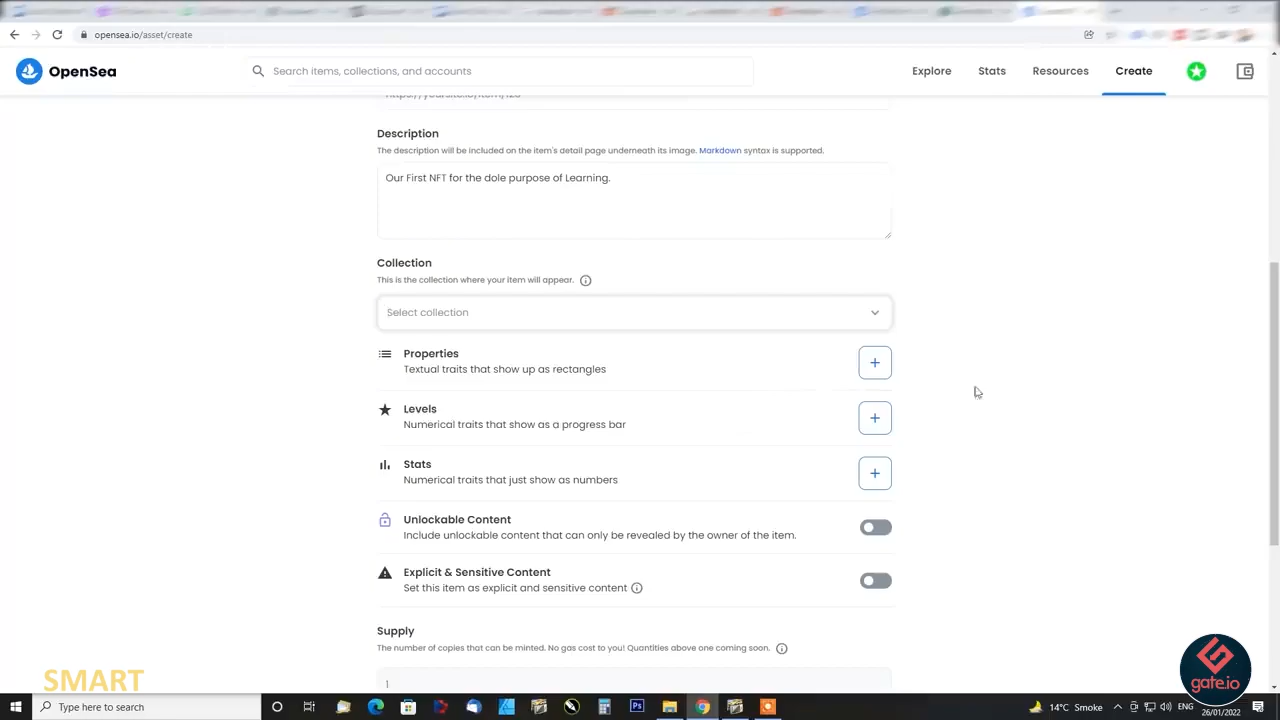 opensea.io/asset/create
OpenSea
Search items, collections, and accounts
Explore
Stats
Resources
Create
Description
The description will be included on the item's detail page underneath its image. Markdown syntax is supported.
Our First NFT for the dole purpose of Learning.
Collection
This is the collection where your item will appear.
Select collection
Properties
Textual traits that show up as rectangles
Levels
Numerical traits that show as a progress bar
Stats
Numerical traits that just show as numbers
Unlockable Content
Include unlockable content that can only be revealed by the owner of the item.
Explicit & Sensitive Content
Set this item as explicit and sensitive content
Supply
The number of copies that can be minted. No gas cost to you! Quantities above one coming soon.
1
SMART
gate.io
Type here to search
14°C Smoke
ENG
26/01/2022